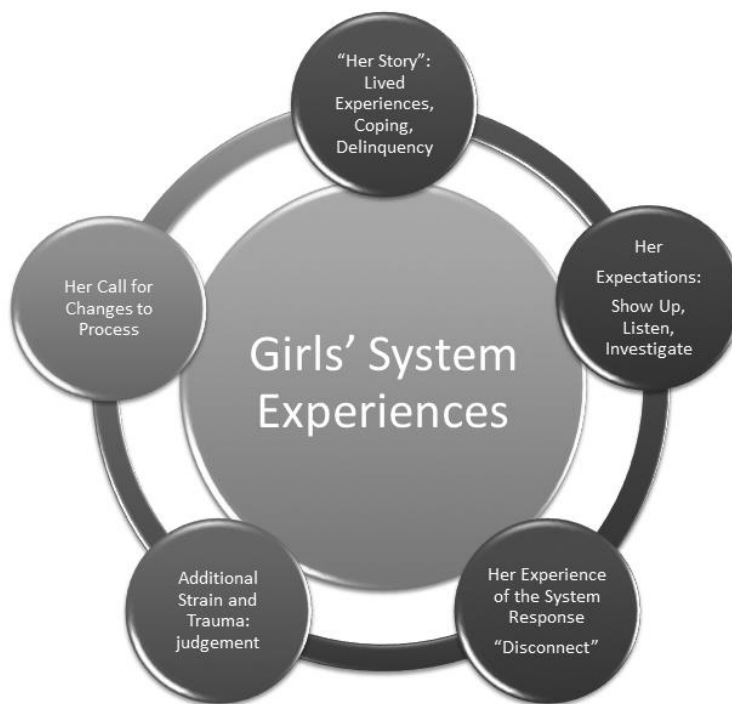 “Her Story”:
Lived
Experiences,
Coping,
Delinquency
Her
Expectations:
Show Up,
Listen,
Investigate
Her Experience
of the System
Response
“Disconnect”
Additional
Strain and
Trauma:
judgement
Her Call for
Changes to
Process
Girls’ System
Experiences